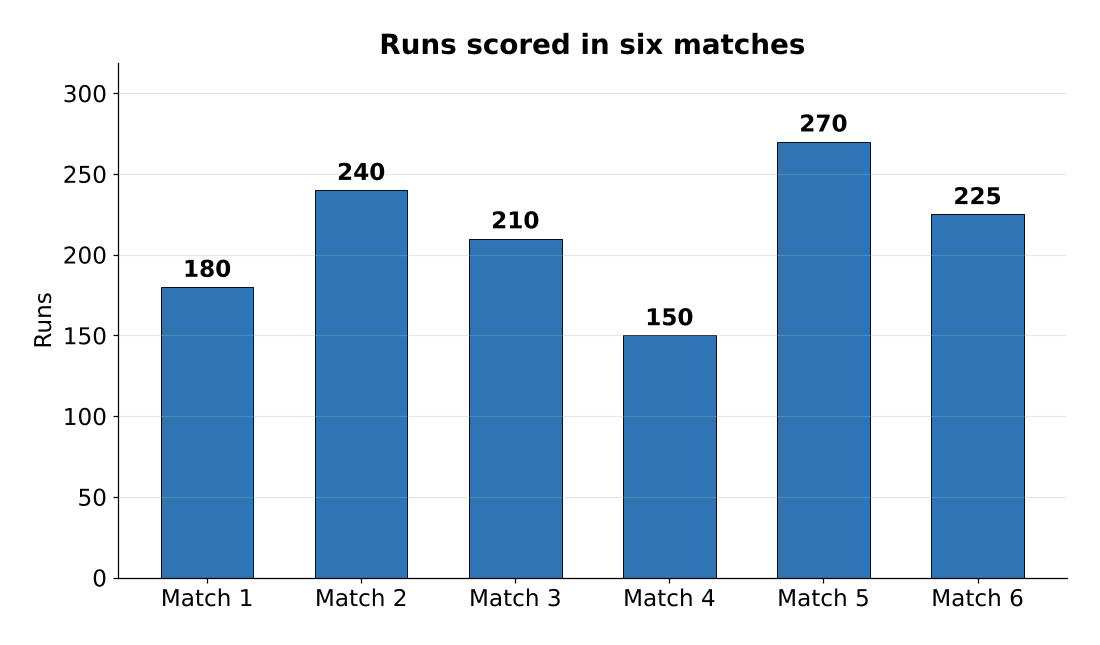 Runs scored in six matches
Runs
300
250
200
150
100
50
0
180
240
210
150
270
225
Match 1
Match 2
Match 3
Match 4
Match 5
Match 6